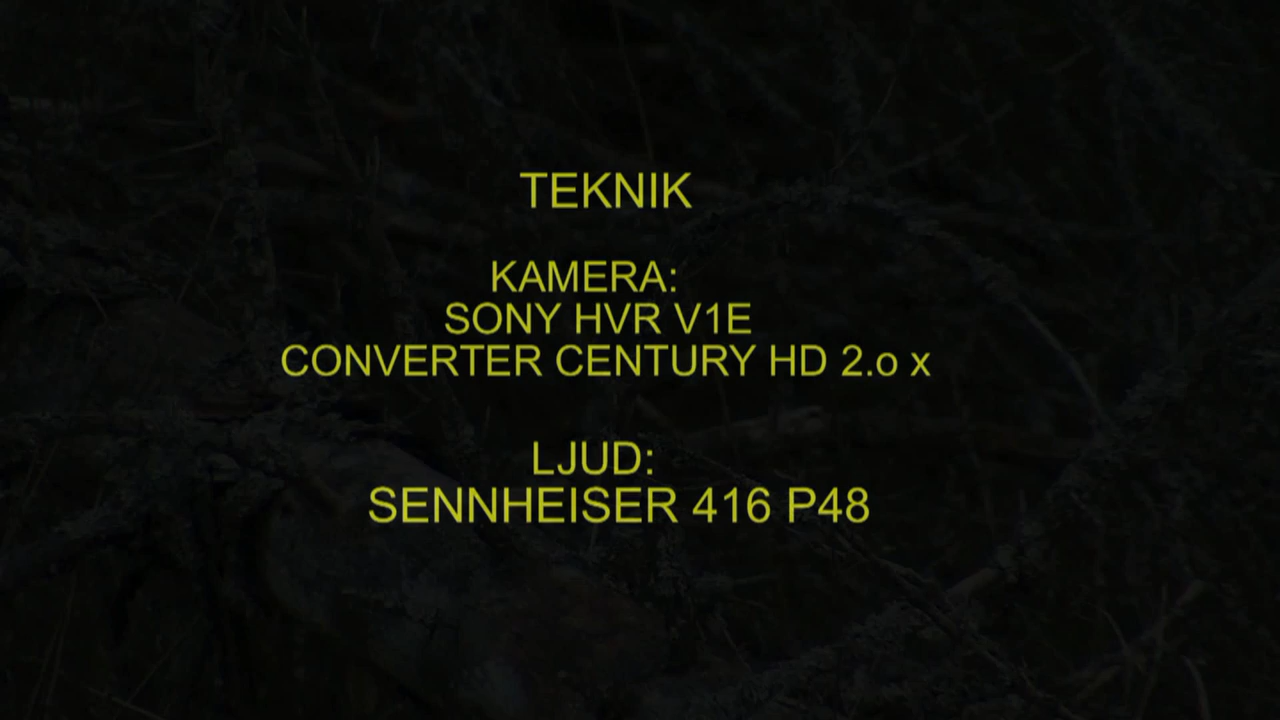 TEKNIK
KAMERA:
SONY HVR V1E
CONVERTER CENTURY HD 2.o x
LJUD:
SENNHEISER 416 P48